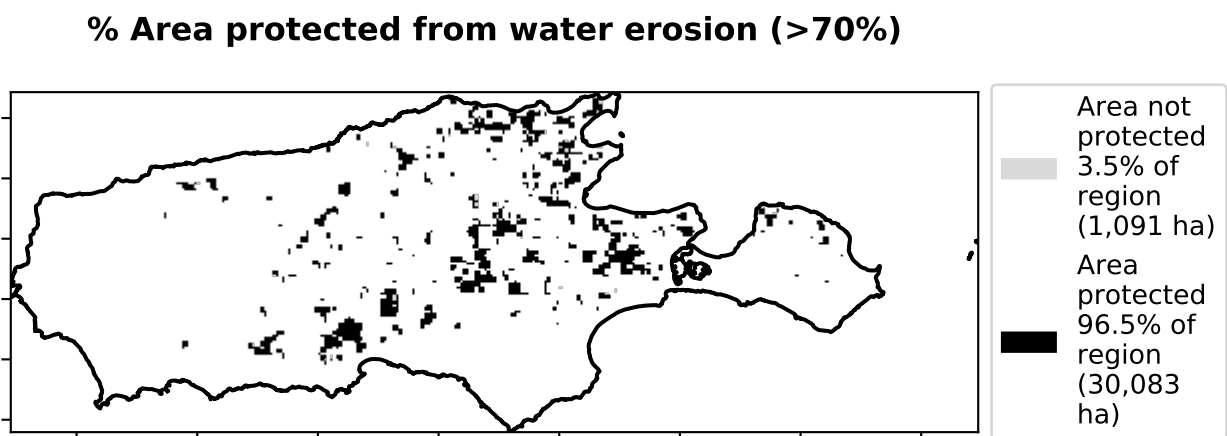 % Area protected from water erosion (>70%)
Area not
protected
3.5% of
region
(1,091 ha)
Area
protected
96.5% of
region
(30,083
ha)